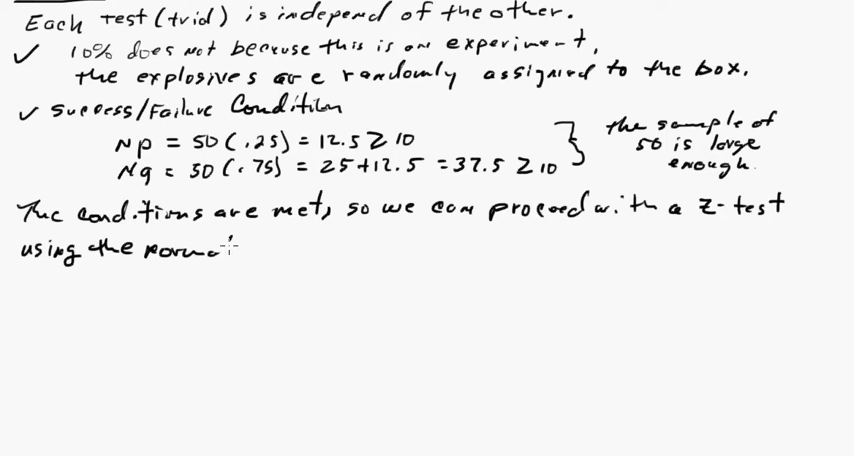 Each test (trial) is independ of the other.
✓ 10% does not because this is an experiment,
the explosives are randomly assigned to the box.
✓ Success/Failure Condition
Np = 50 (.25) = 12.5 ≥ 10
Nq = 50 (.75) = 25+12.5 = 37.5 ≥ 10
the sample of
50 is large
enough.
The conditions are met, so we can proceed with a z-test
using the normal